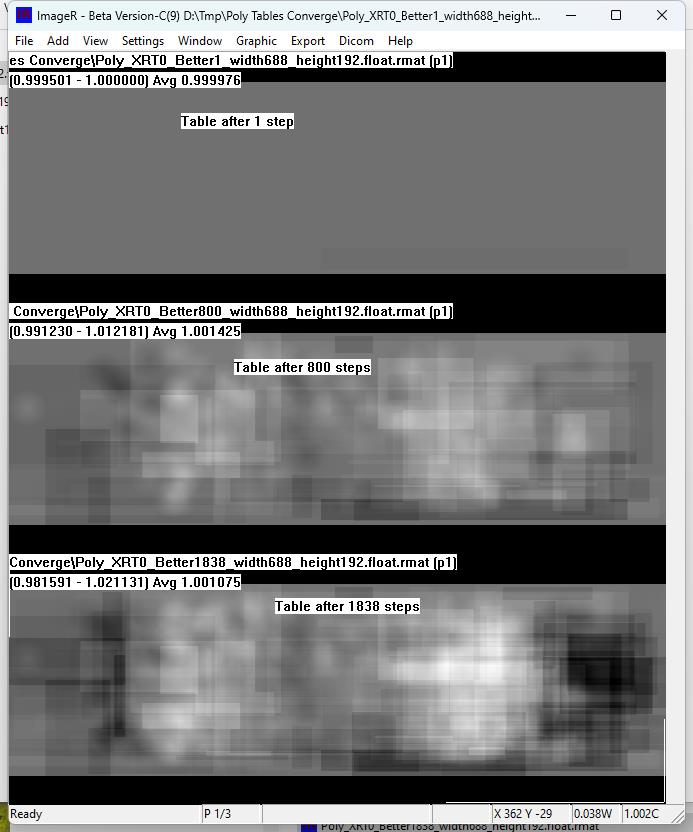 ImageR - Beta Version-C(9) D:\Tmp\Poly Tables Converge\Poly_XRT0_Better1_width688_height...
File Add View Settings Window Graphic Export Dicom Help
es Converge\Poly_XRT0_Better1_width688_height192.float.rmat (p1)
(0.999501 - 1.000000) Avg 0.999976
Table after 1 step
Converge\Poly_XRT0_Better800_width688_height192.float.rmat (p1)
(0.991230 - 1.012181) Avg 1.001425
Table after 800 steps
Converge\Poly_XRT0_Better1838_width688_height192.float.rmat (p1)
(0.981591 - 1.021131) Avg 1.001075
Table after 1838 steps
Ready P 1/3 X 362 Y -29 0.038W 1.002C
Poly_XRT0_Better1838_width688_height192.float.rmat